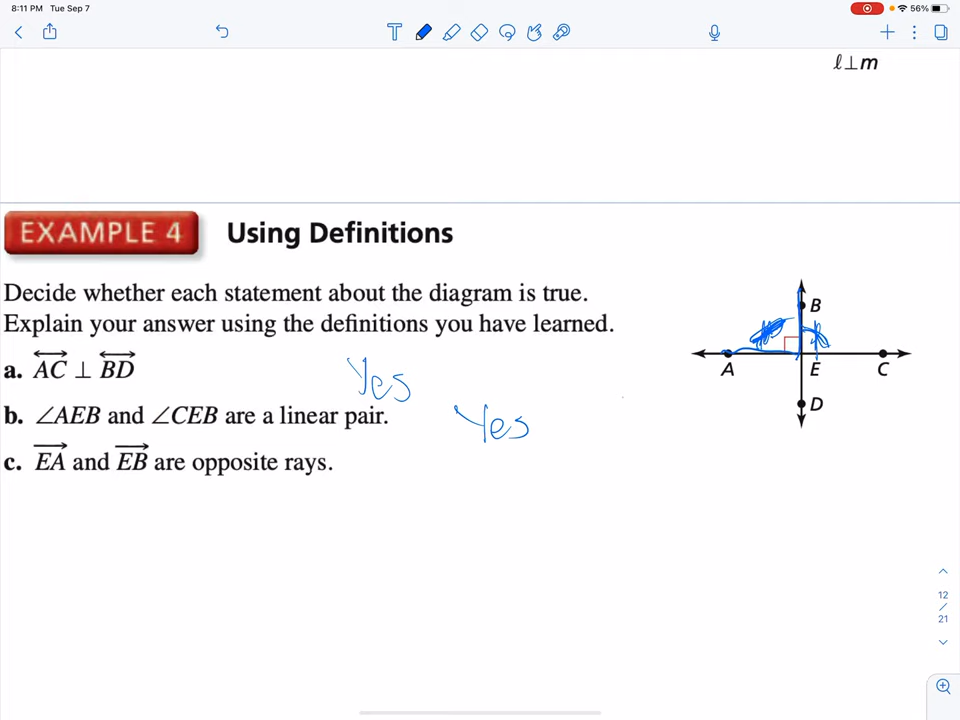 8:11 PM Tue Sep 7
56%
T
ℓ⊥m
EXAMPLE 4 Using Definitions
Decide whether each statement about the diagram is true.
Explain your answer using the definitions you have learned.
a. AC ⊥ BD
Yes
b. ∠AEB and ∠CEB are a linear pair.
Yes
c. EA and EB are opposite rays.
B
A E C
D
12
/
21